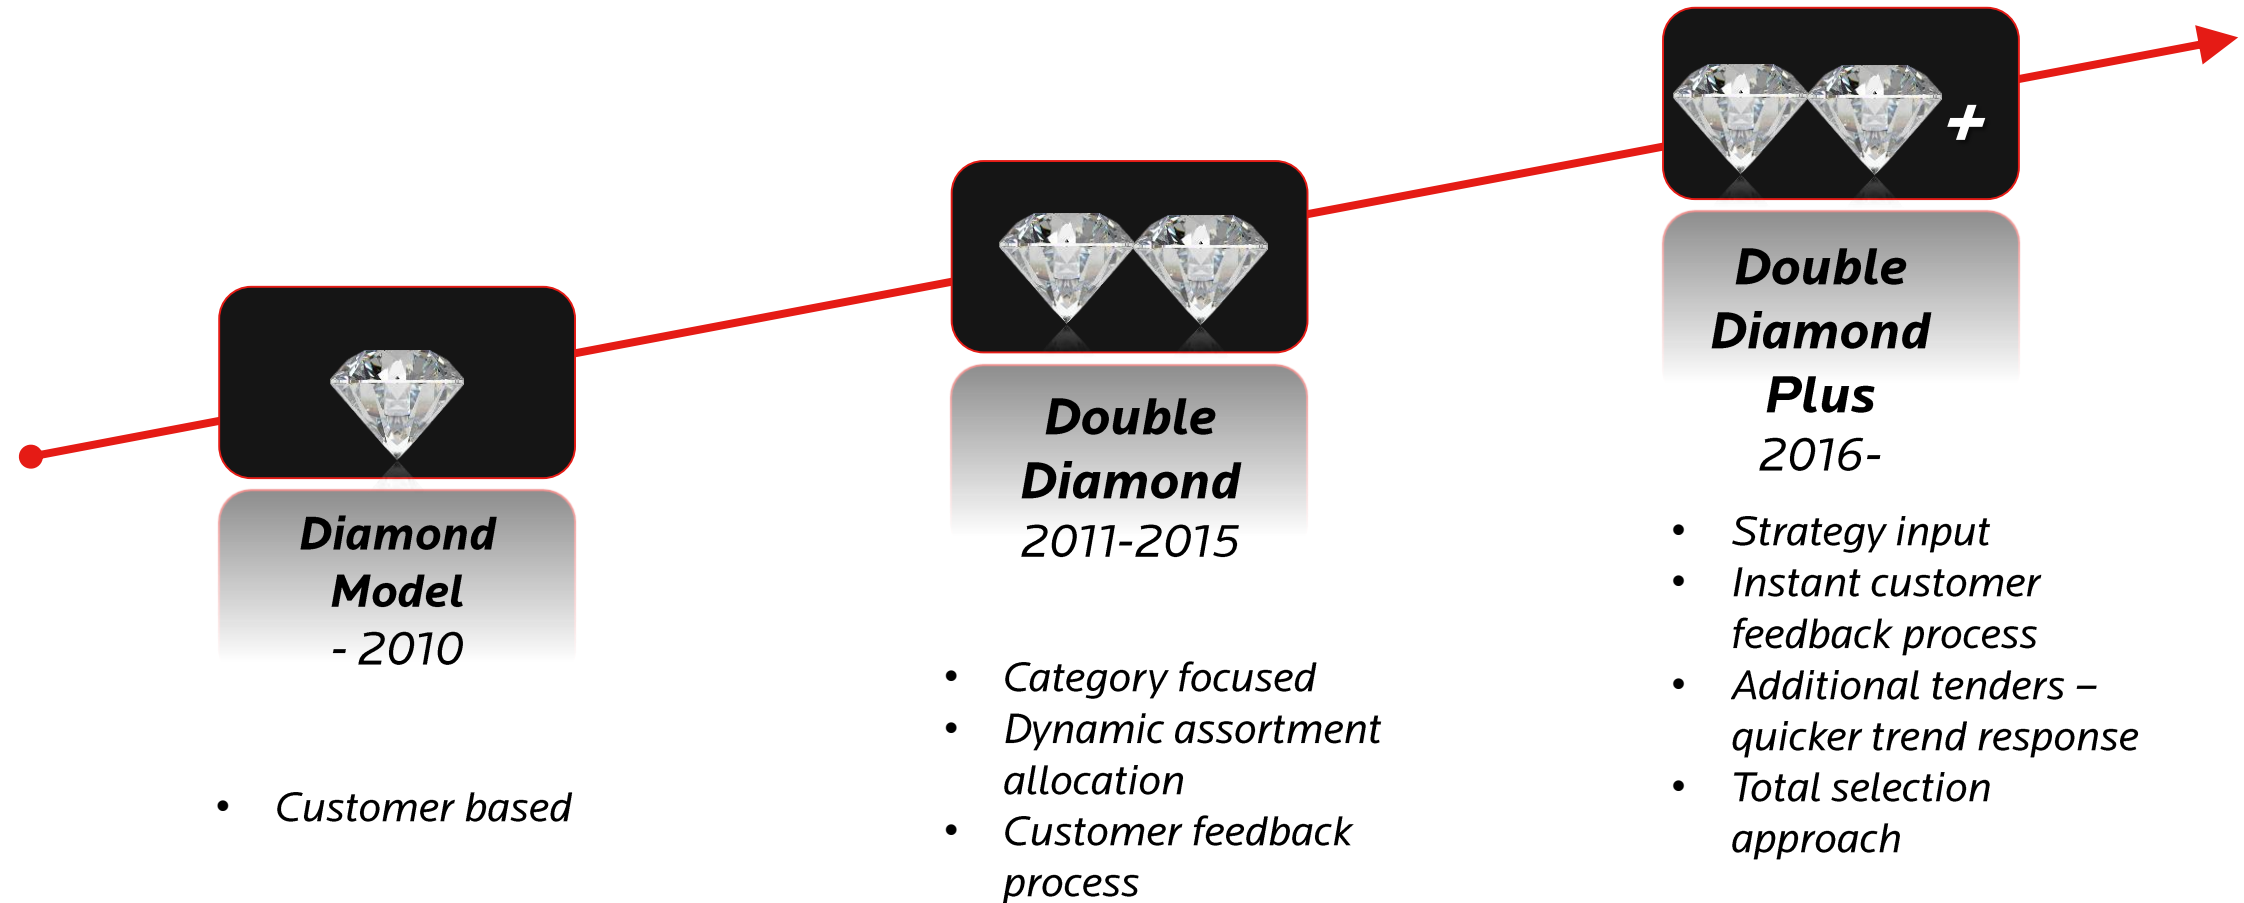 +
Diamond
Model
- 2010
• Customer based
Double
Diamond
2011-2015
• Category focused
• Dynamic assortment
allocation
• Customer feedback
process
Double
Diamond
Plus
2016-
• Strategy input
• Instant customer
feedback process
• Additional tenders –
quicker trend response
• Total selection
approach